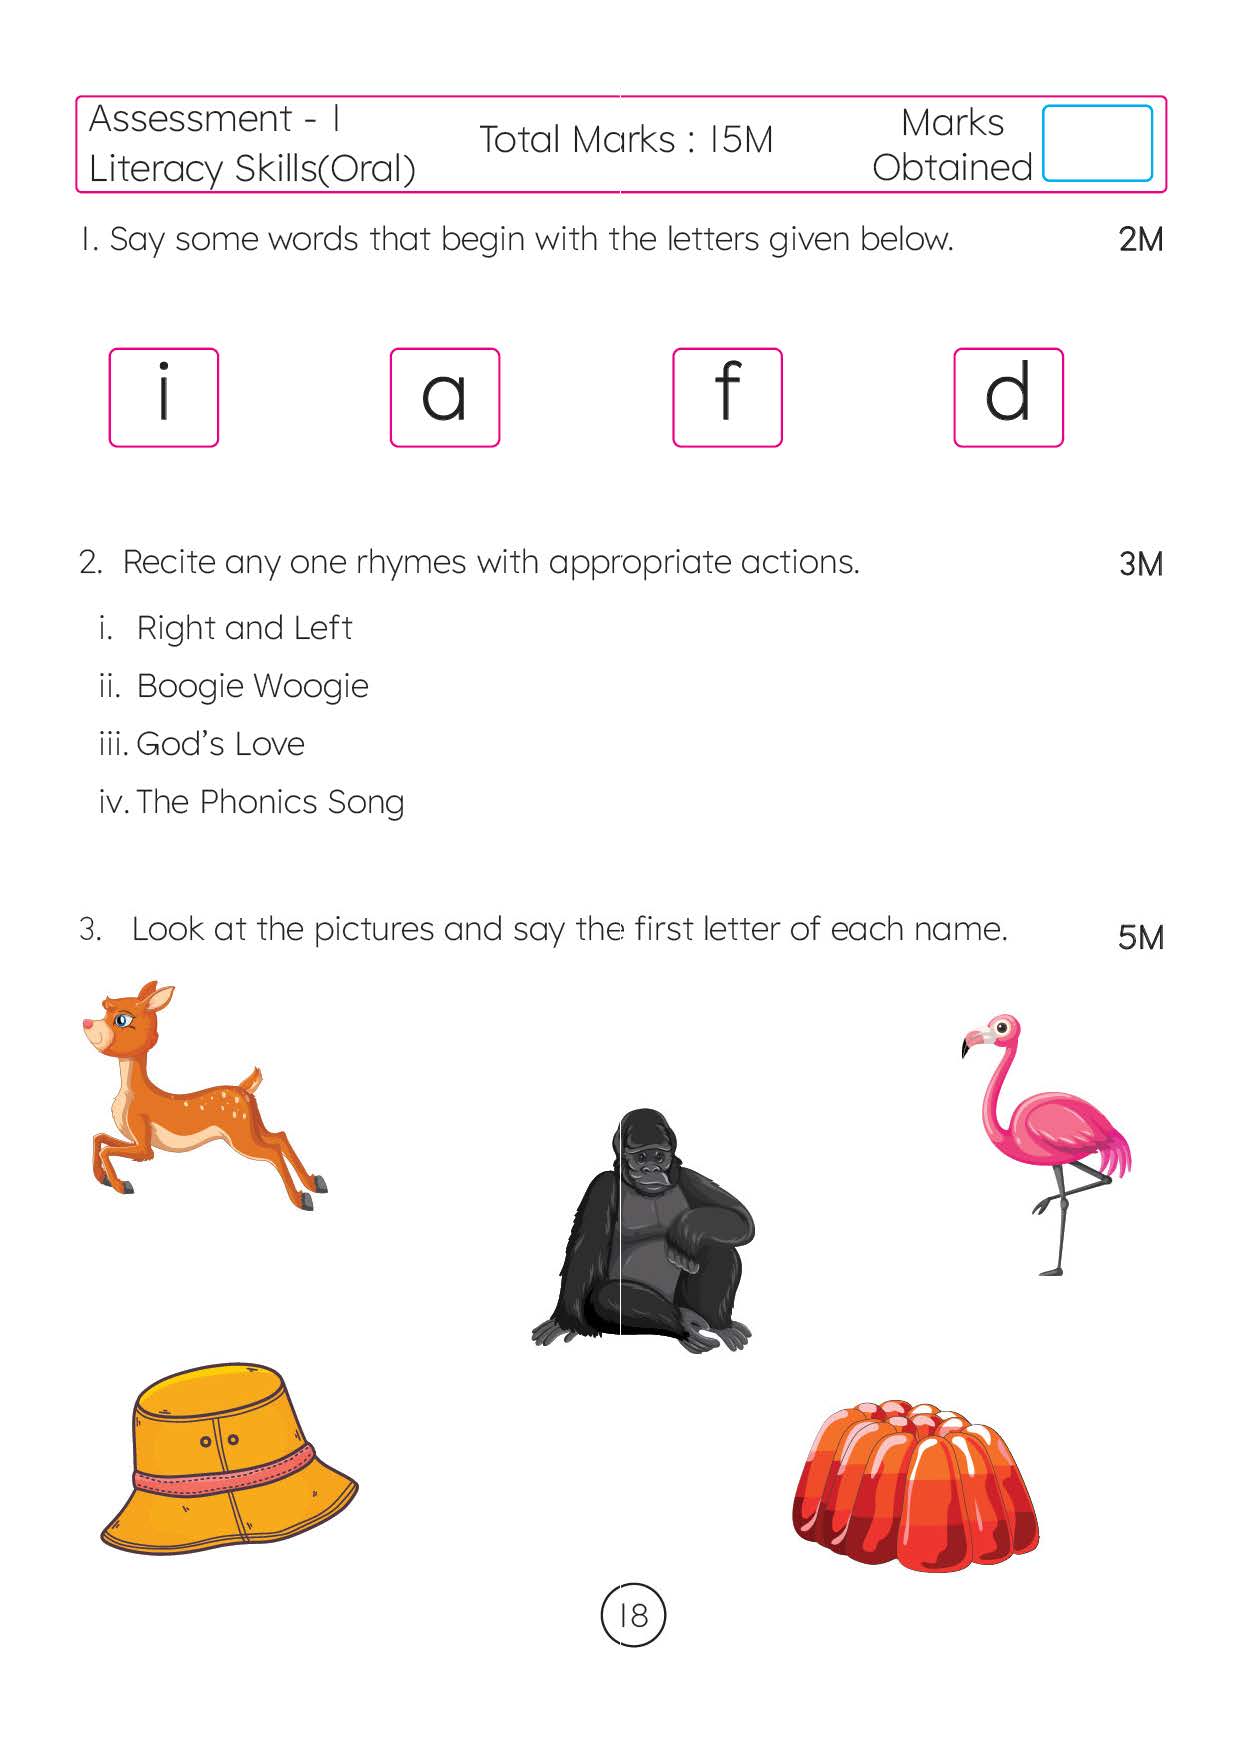 Assessment - 1
Literacy Skills(Oral)
Total Marks : 15M
Marks
Obtained
1. Say some words that begin with the letters given below. 2M
i a f d
2. Recite any one rhymes with appropriate actions. 3M
i. Right and Left
ii. Boogie Woogie
iii. God's Love
iv. The Phonics Song
3. Look at the pictures and say the first letter of each name. 5M
18